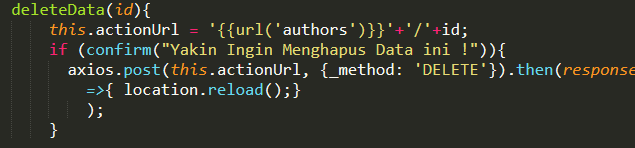 deleteData(id){
this.actionUrl = '{{url('authors')}}'+'/'+id;
if (confirm("Yakin Ingin Menghapus Data ini !")){
axios.post(this.actionUrl, {_method: 'DELETE'}).then(response
=>{ location.reload();}
);
}